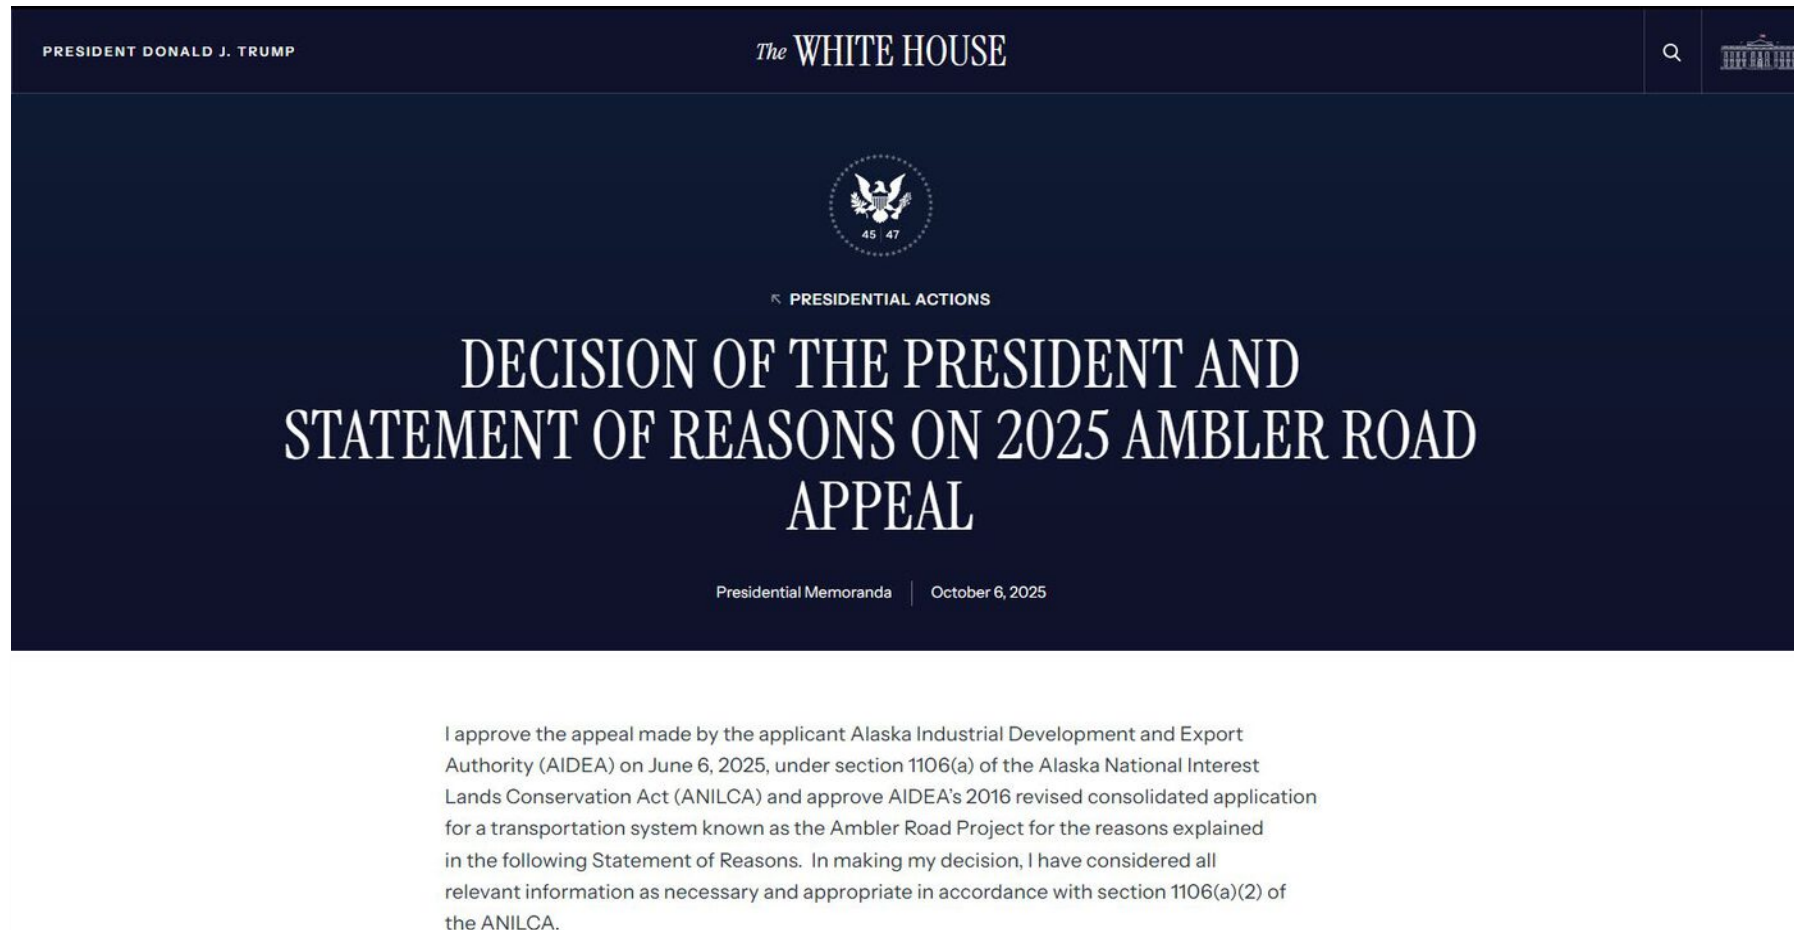 PRESIDENT DONALD J. TRUMP
The WHITE HOUSE
45 47
PRESIDENTIAL ACTIONS
DECISION OF THE PRESIDENT AND
STATEMENT OF REASONS ON 2025 AMBLER ROAD
APPEAL
Presidential Memoranda
October 6, 2025
I approve the appeal made by the applicant Alaska Industrial Development and Export
Authority (AIDEA) on June 6, 2025, under section 1106(a) of the Alaska National Interest
Lands Conservation Act (ANILCA) and approve AIDEA's 2016 revised consolidated application
for a transportation system known as the Ambler Road Project for the reasons explained
in the following Statement of Reasons. In making my decision, I have considered all
relevant information as necessary and appropriate in accordance with section 1106(a)(2) of
the ANILCA.